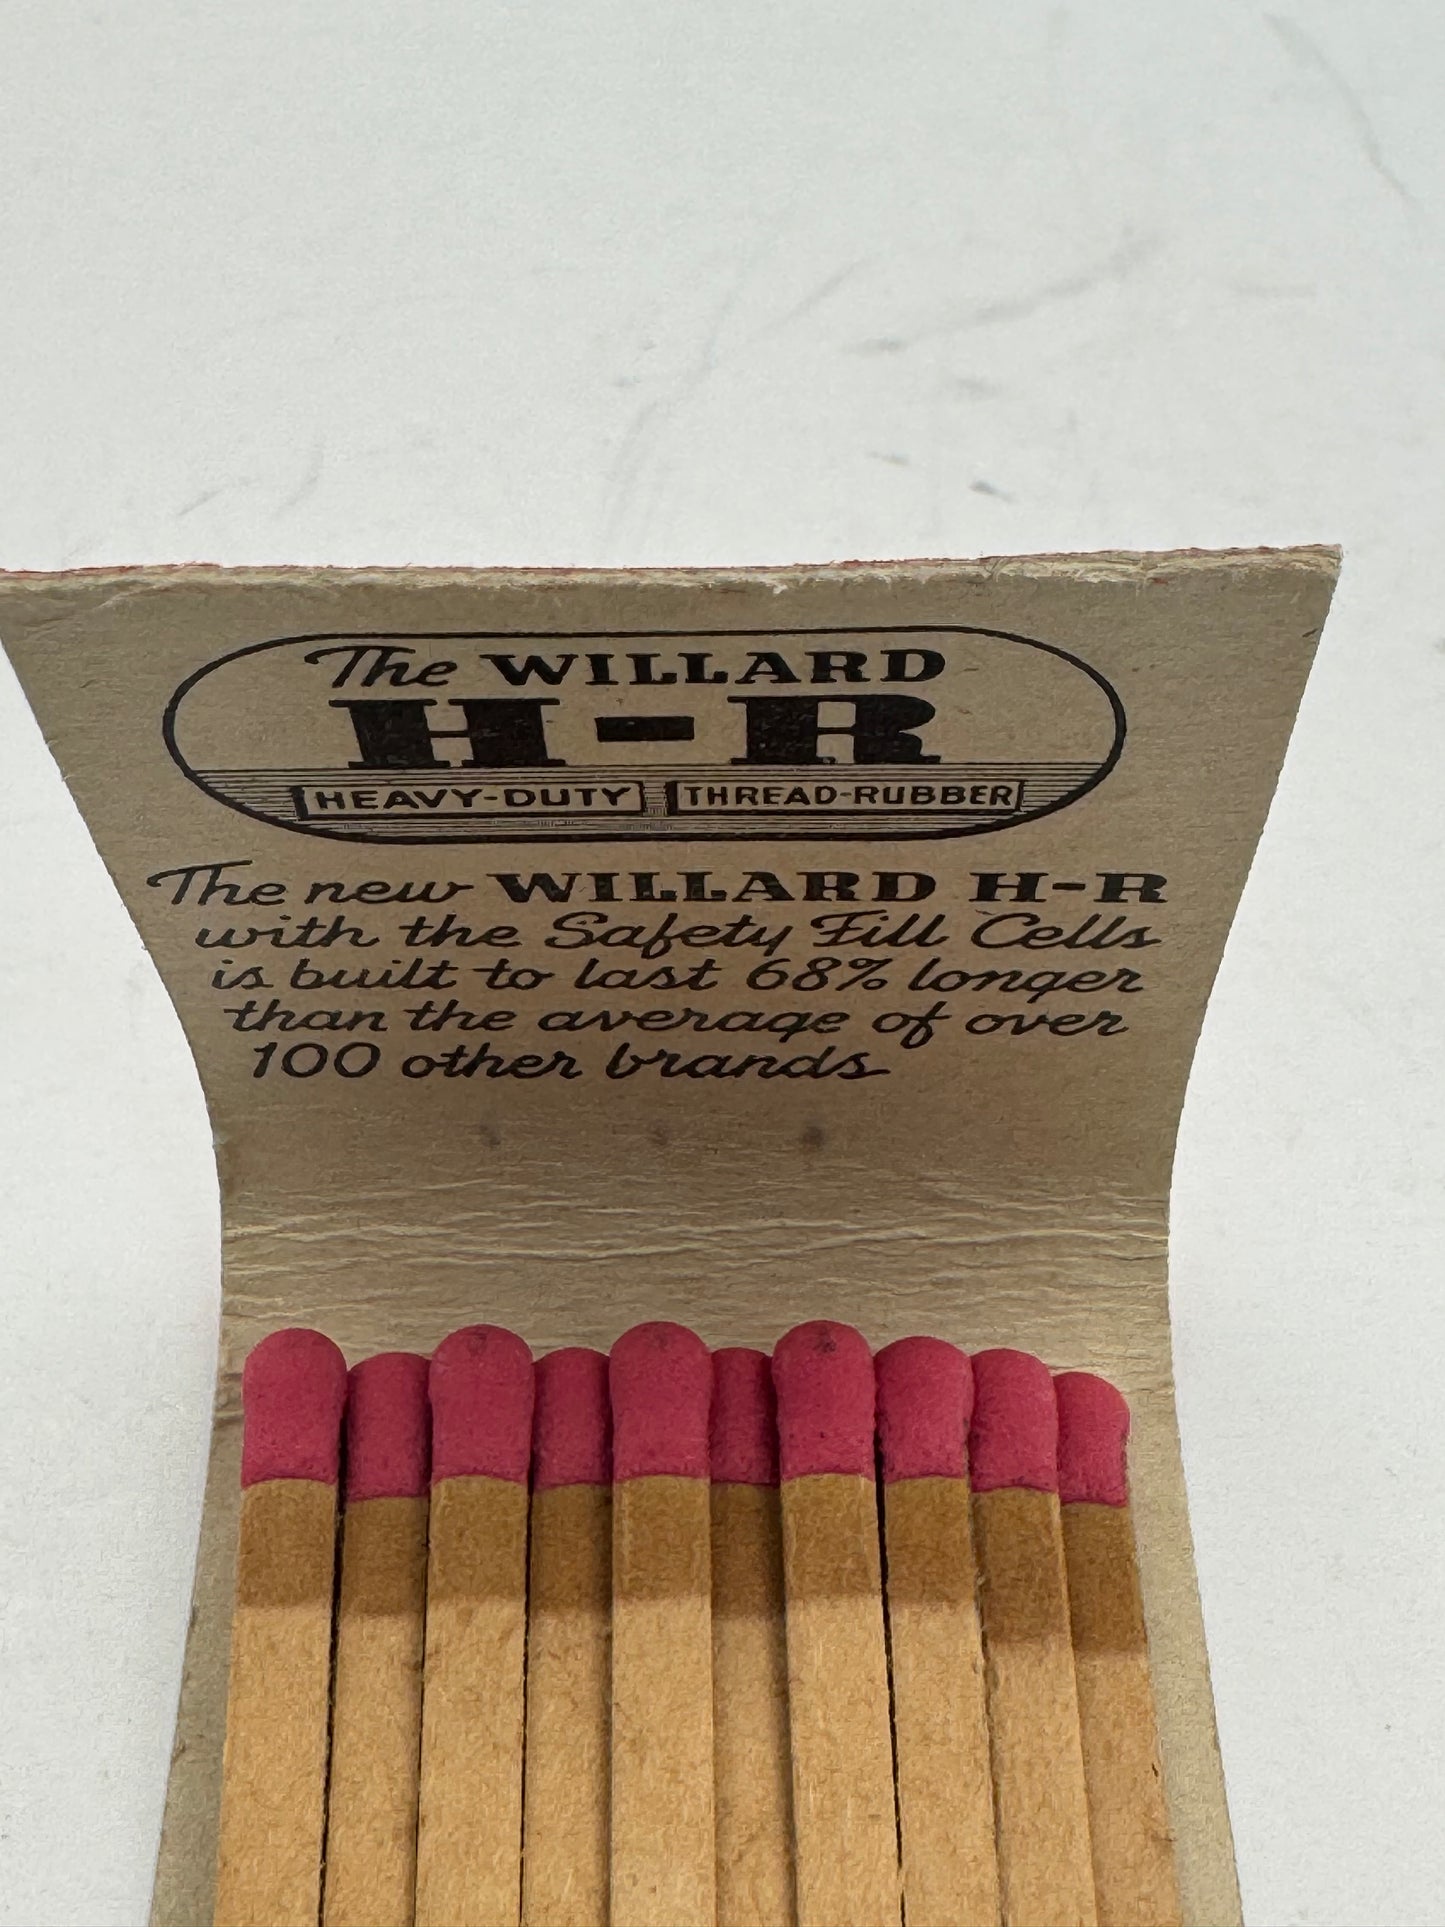 The WILLARD
H-R
HEAVY-DUTY THREAD-RUBBER
The new WILLARD H-R
with the Safety Fill Cells
is built to last 68% longer
than the average of over
100 other brands